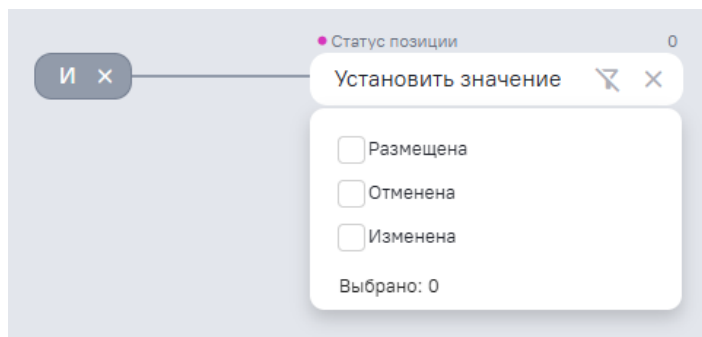 Статус позиции 0
И × Установить значение ×
Размещена
Отменена
Изменена
Выбрано: 0